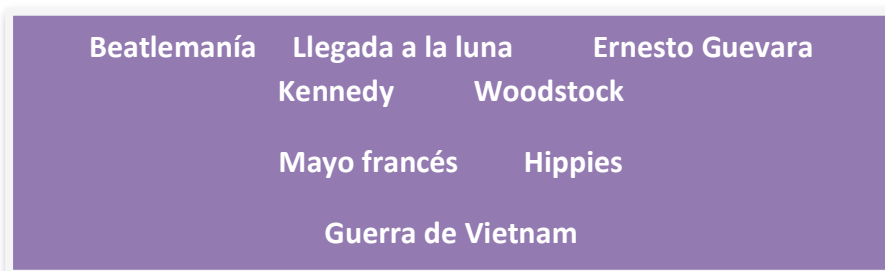 Beatlemanía Llegada a la luna Ernesto Guevara
Kennedy Woodstock
Mayo francés Hippies
Guerra de Vietnam